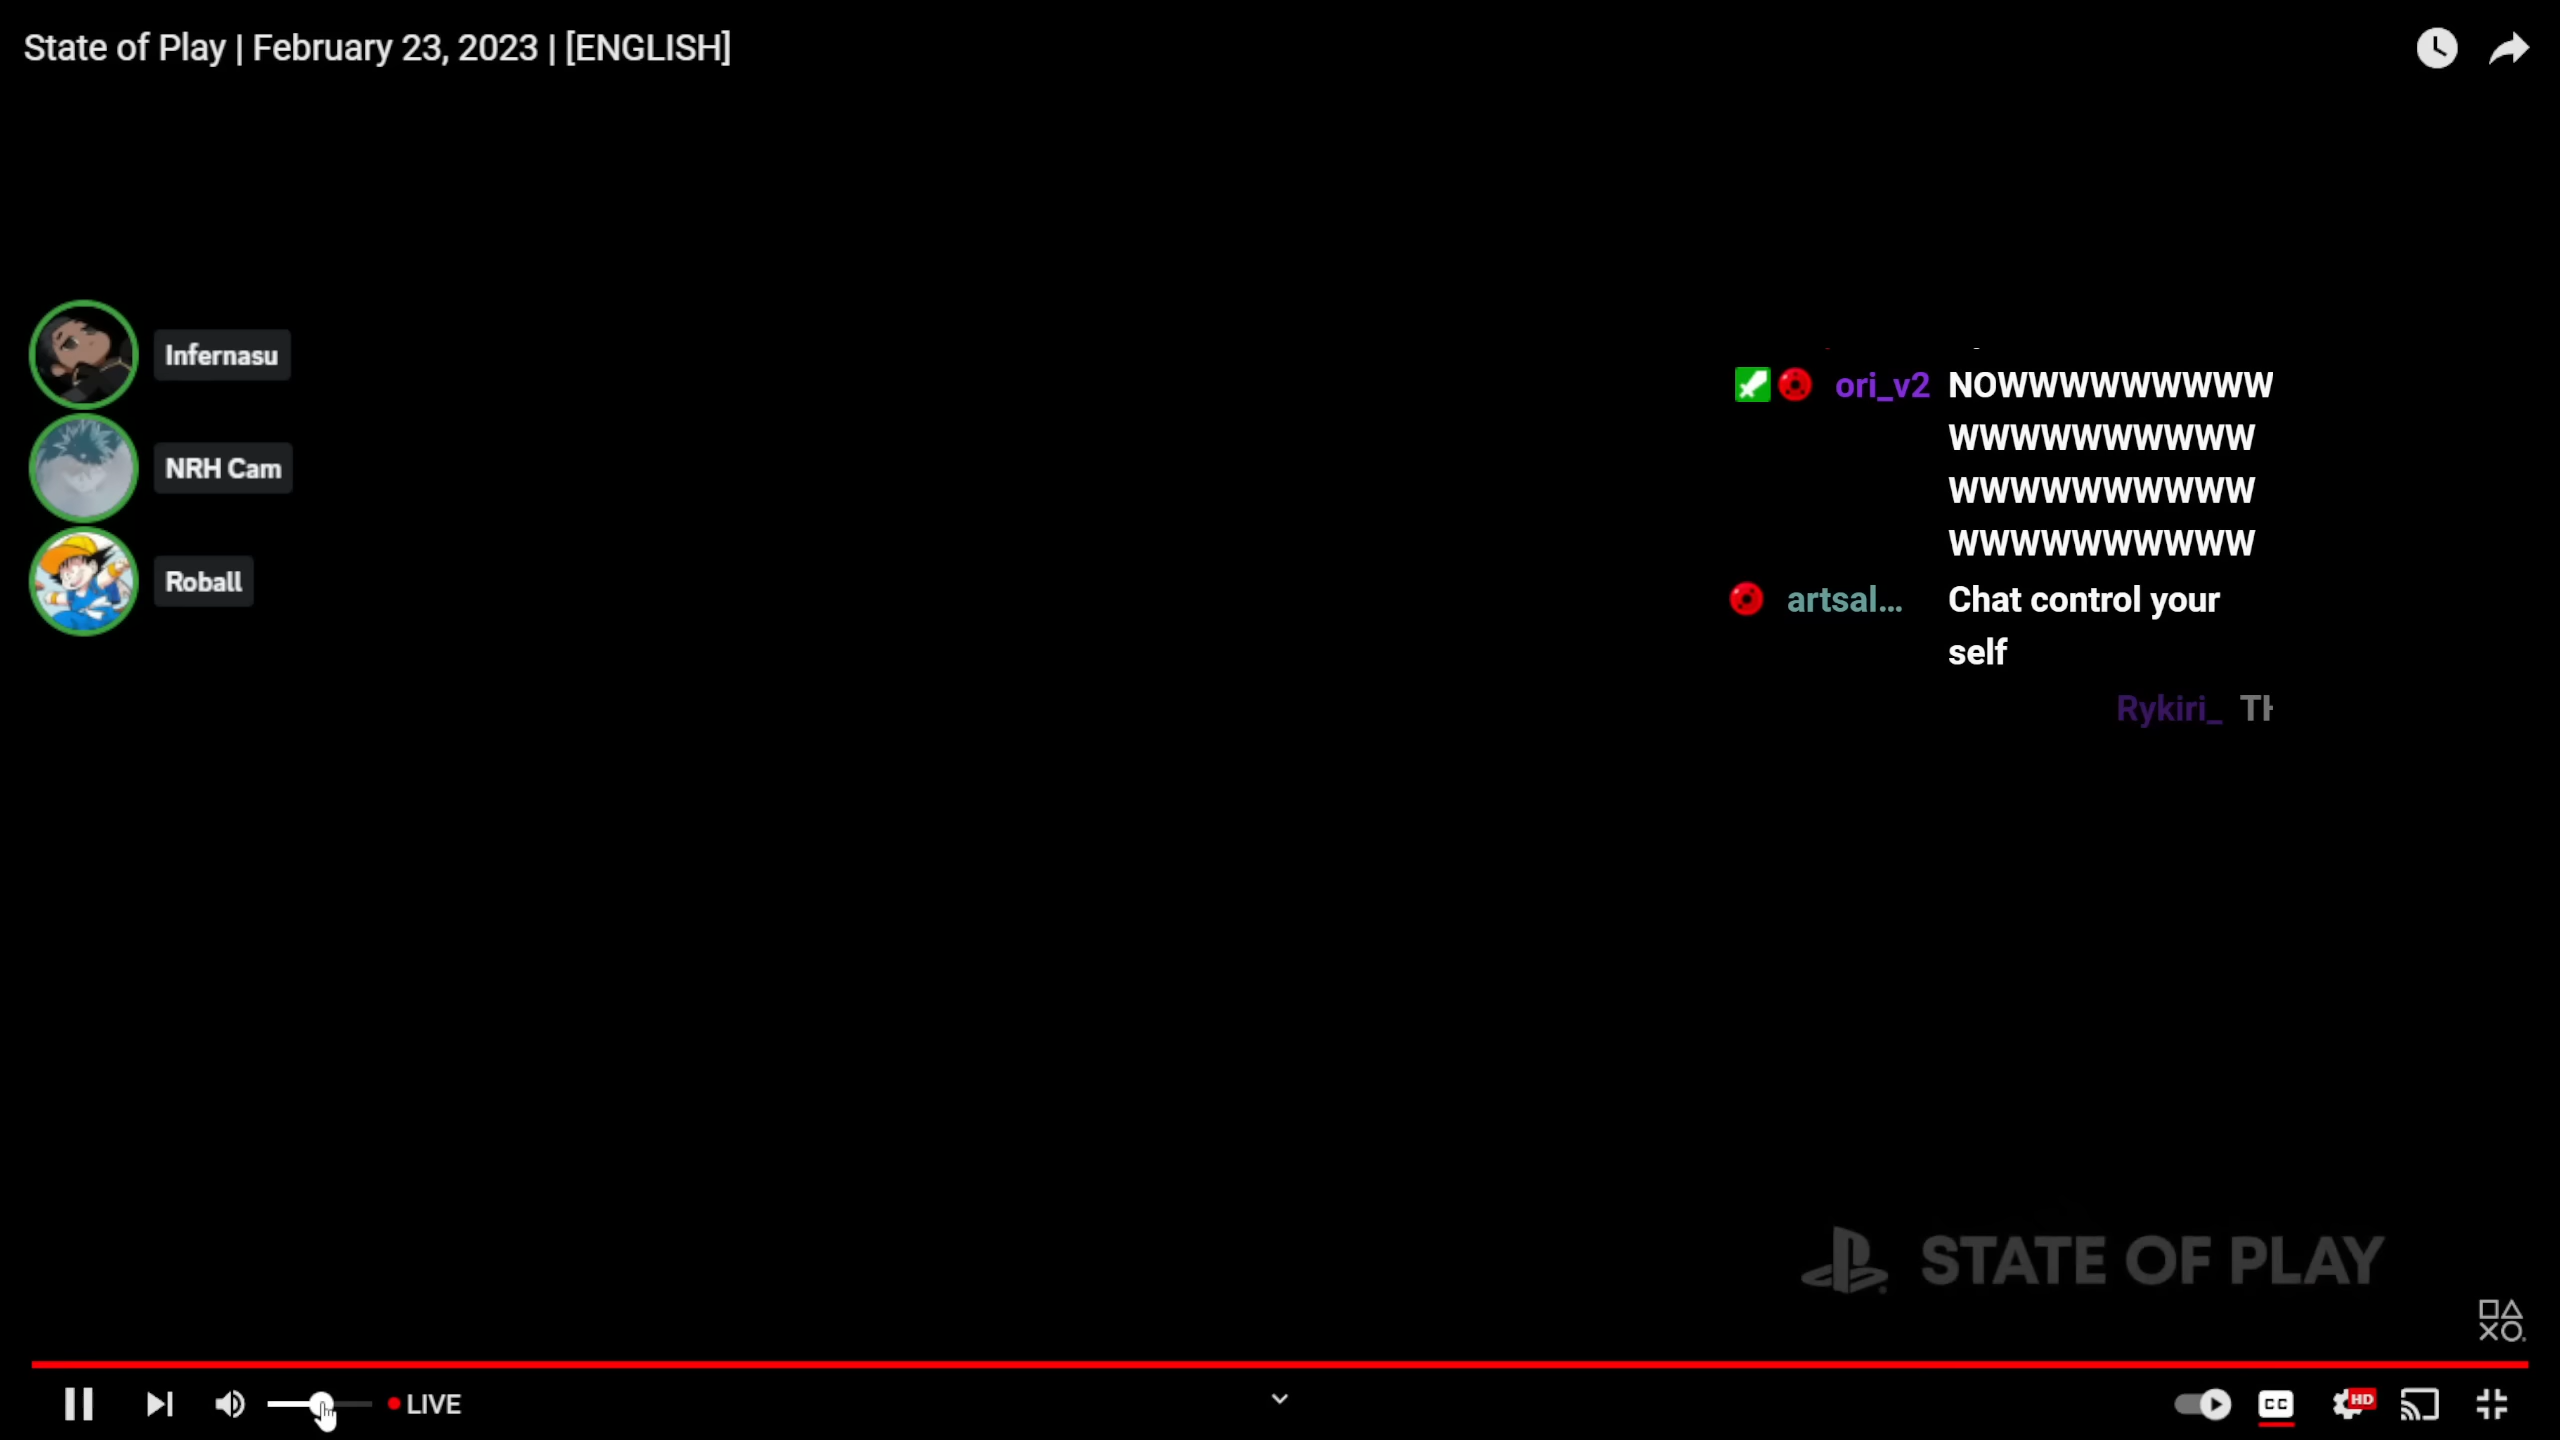 State of Play | February 23, 2023 | [ENGLISH]
Infernasu
NRH Cam
Roball
ori_v2 NOWWWWWWWWW
WWWWWWWWWW
WWWWWWWWWW
WWWWWWWWWW
artsal... Chat control your
self
Rykiri_
STATE OF PLAY
LIVE
CC
HD